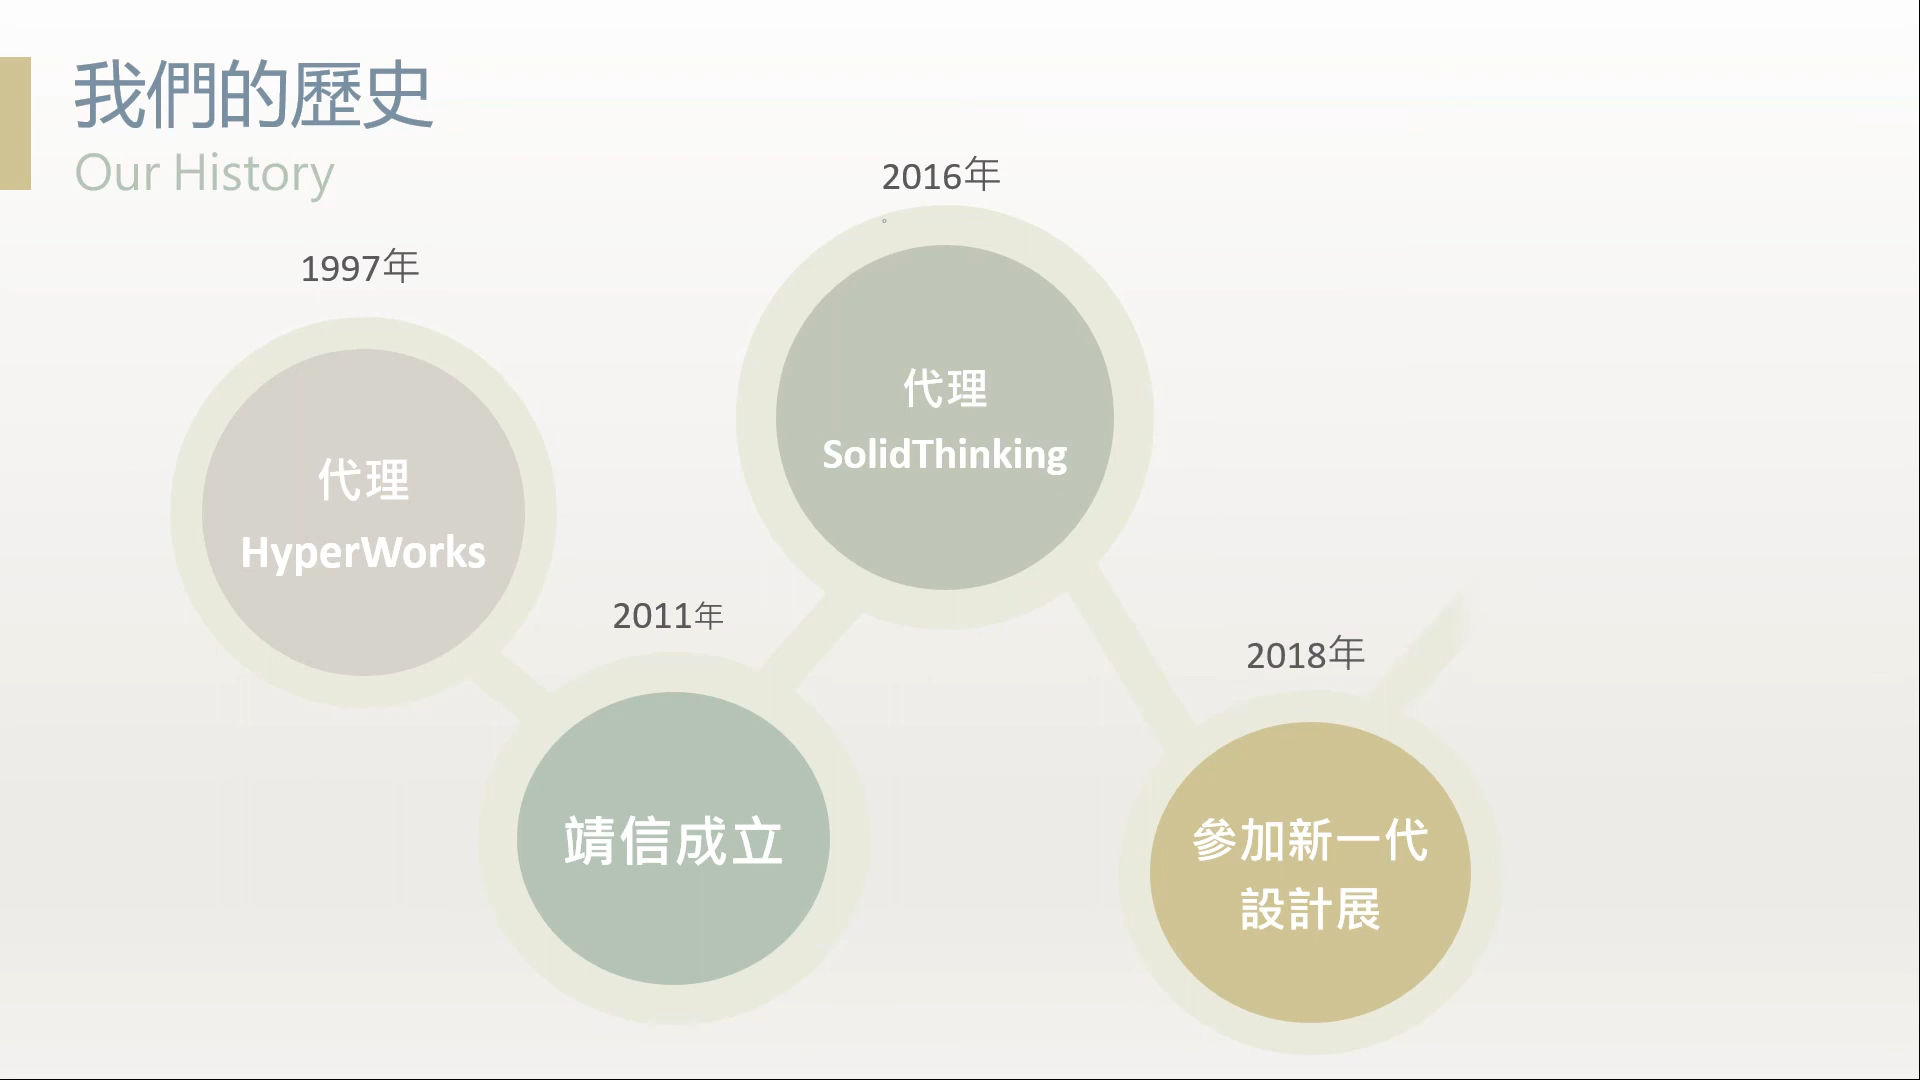 我們的歷史
Our History
1997年
代理
HyperWorks
2011年
靖信成立
2016年
。
代理
SolidThinking
2018年
參加新一代
設計展